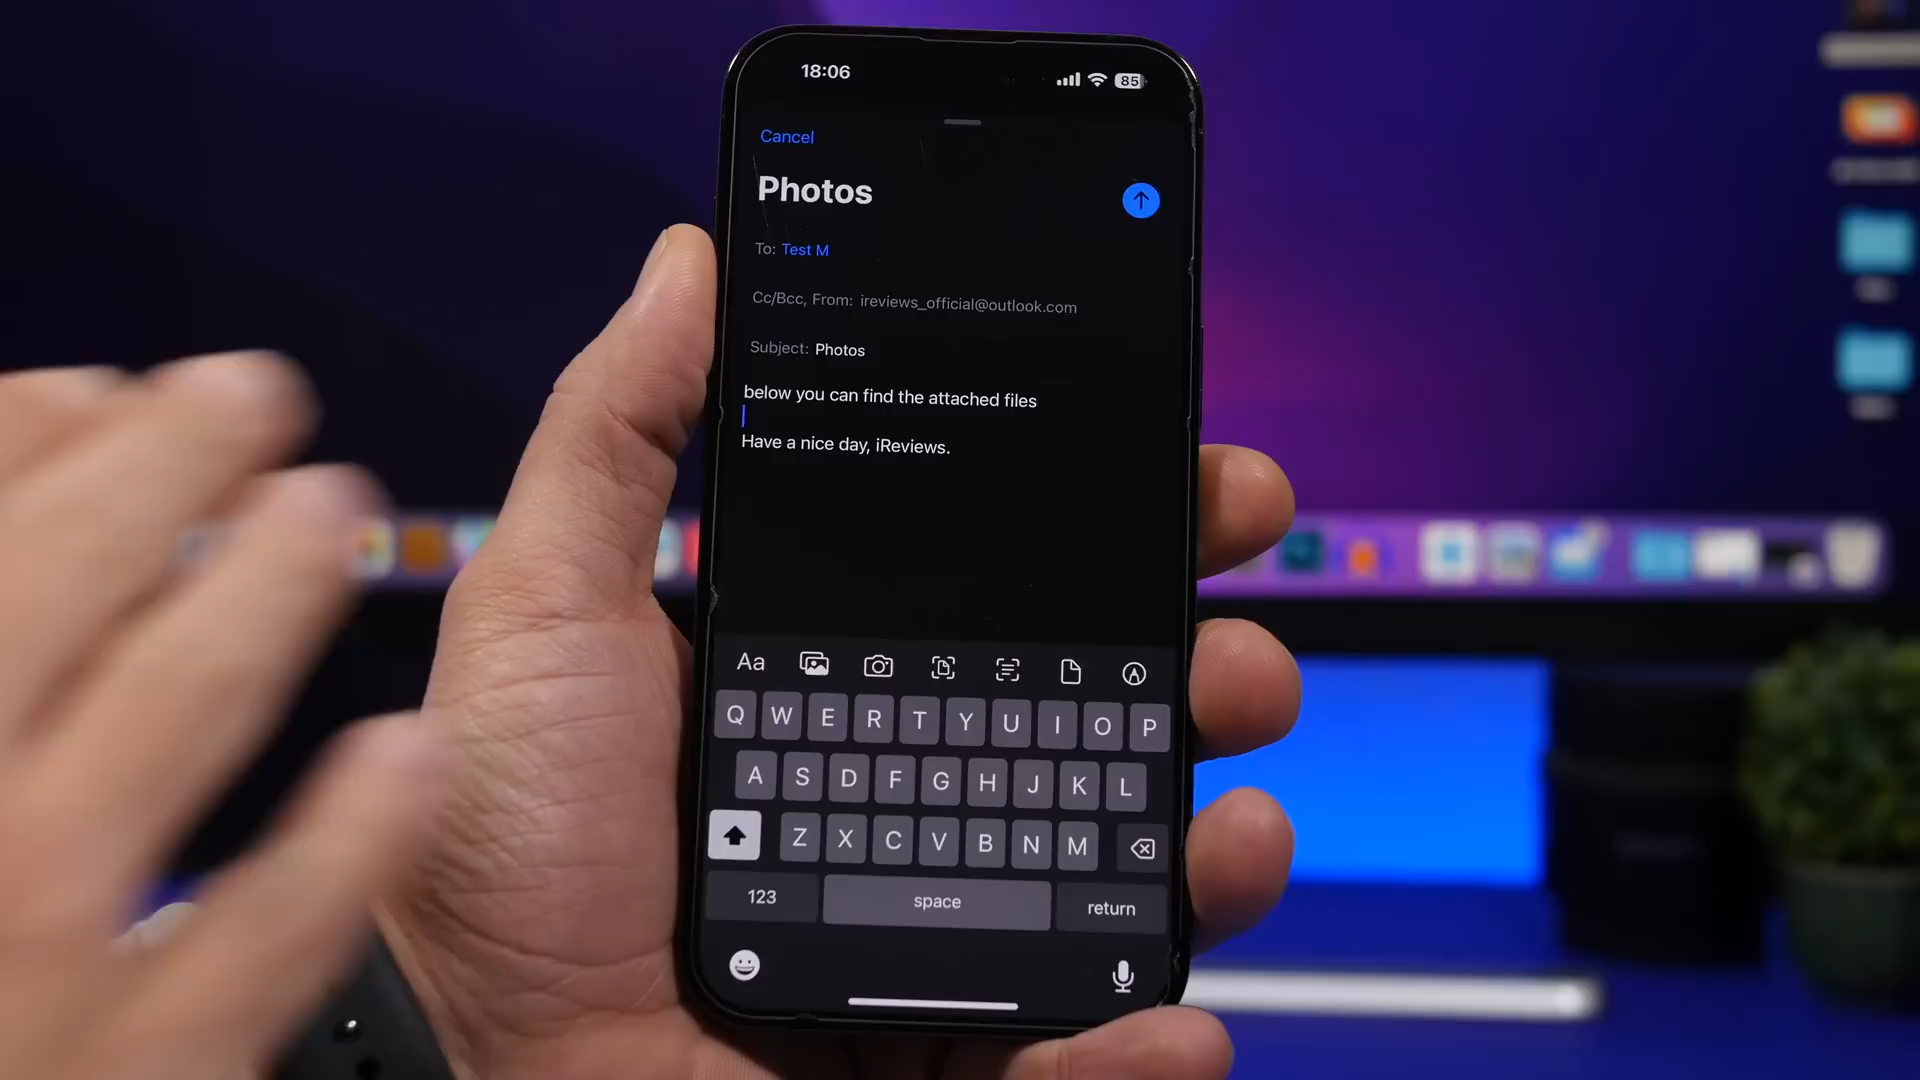 18:06
85
Cancel
Photos
To: Test M
Cc/Bcc, From: ireviews_official@outlook.com
Subject: Photos
below you can find the attached files
Have a nice day, iReviews.
Aa
Q W E R T Y U I O P
A S D F G H J K L
Z X C V B N M
123 space return